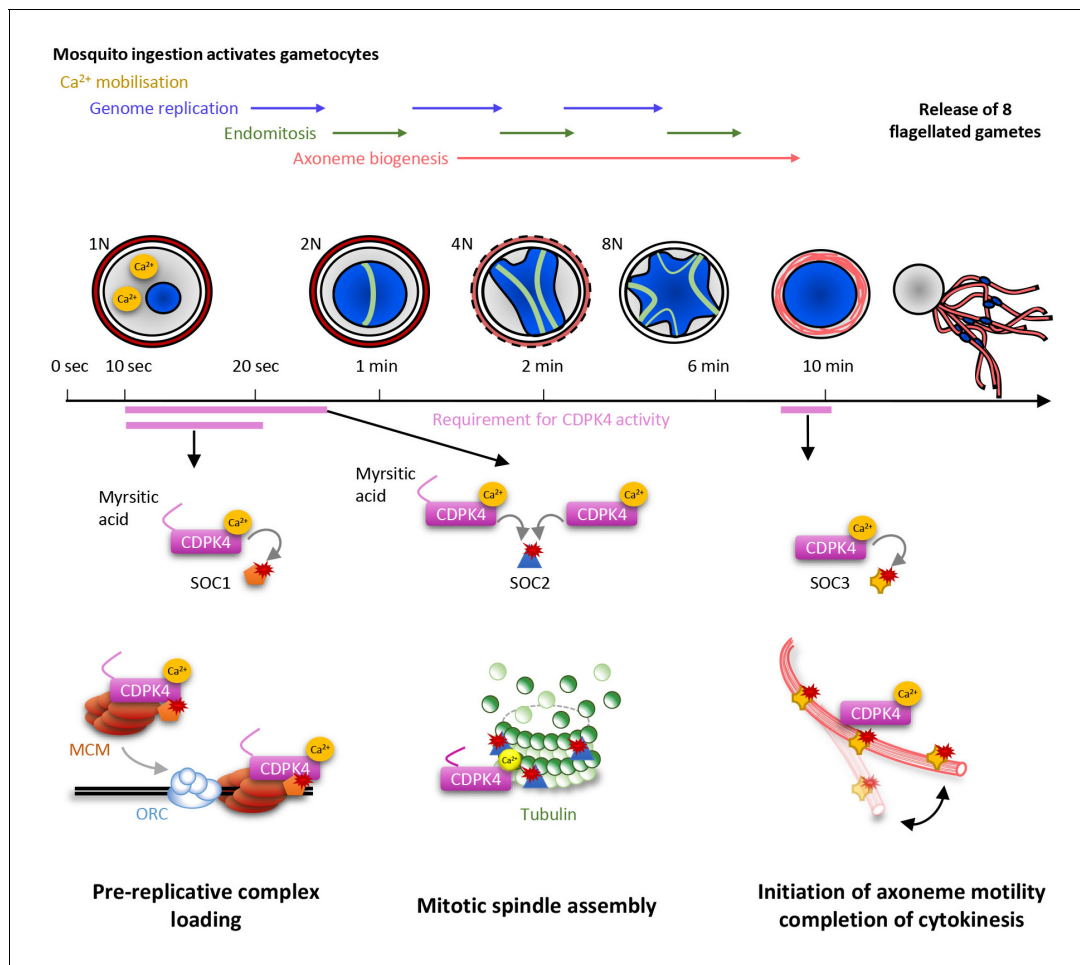 Mosquito ingestion activates gametocytes
Ca²⁺ mobilisation
Genome replication
Endomitosis
Axoneme biogenesis
Release of 8
flagellated gametes
1N
2N
4N
8N
Ca²⁺
Ca²⁺
0 sec
10 sec
20 sec
1 min
2 min
6 min
10 min
Requirement for CDPK4 activity
Myrsitic
acid
Ca²⁺
CDPK4
SOC1
Myrsitic
acid
Ca²⁺
CDPK4
Ca²⁺
CDPK4
SOC2
Ca²⁺
CDPK4
SOC3
Ca²⁺
CDPK4
MCM
Ca²⁺
CDPK4
ORC
Ca²⁺
CDPK4
Tubulin
Ca²⁺
CDPK4
Pre-replicative complex
loading
Mitotic spindle assembly
Initiation of axoneme motility
completion of cytokinesis